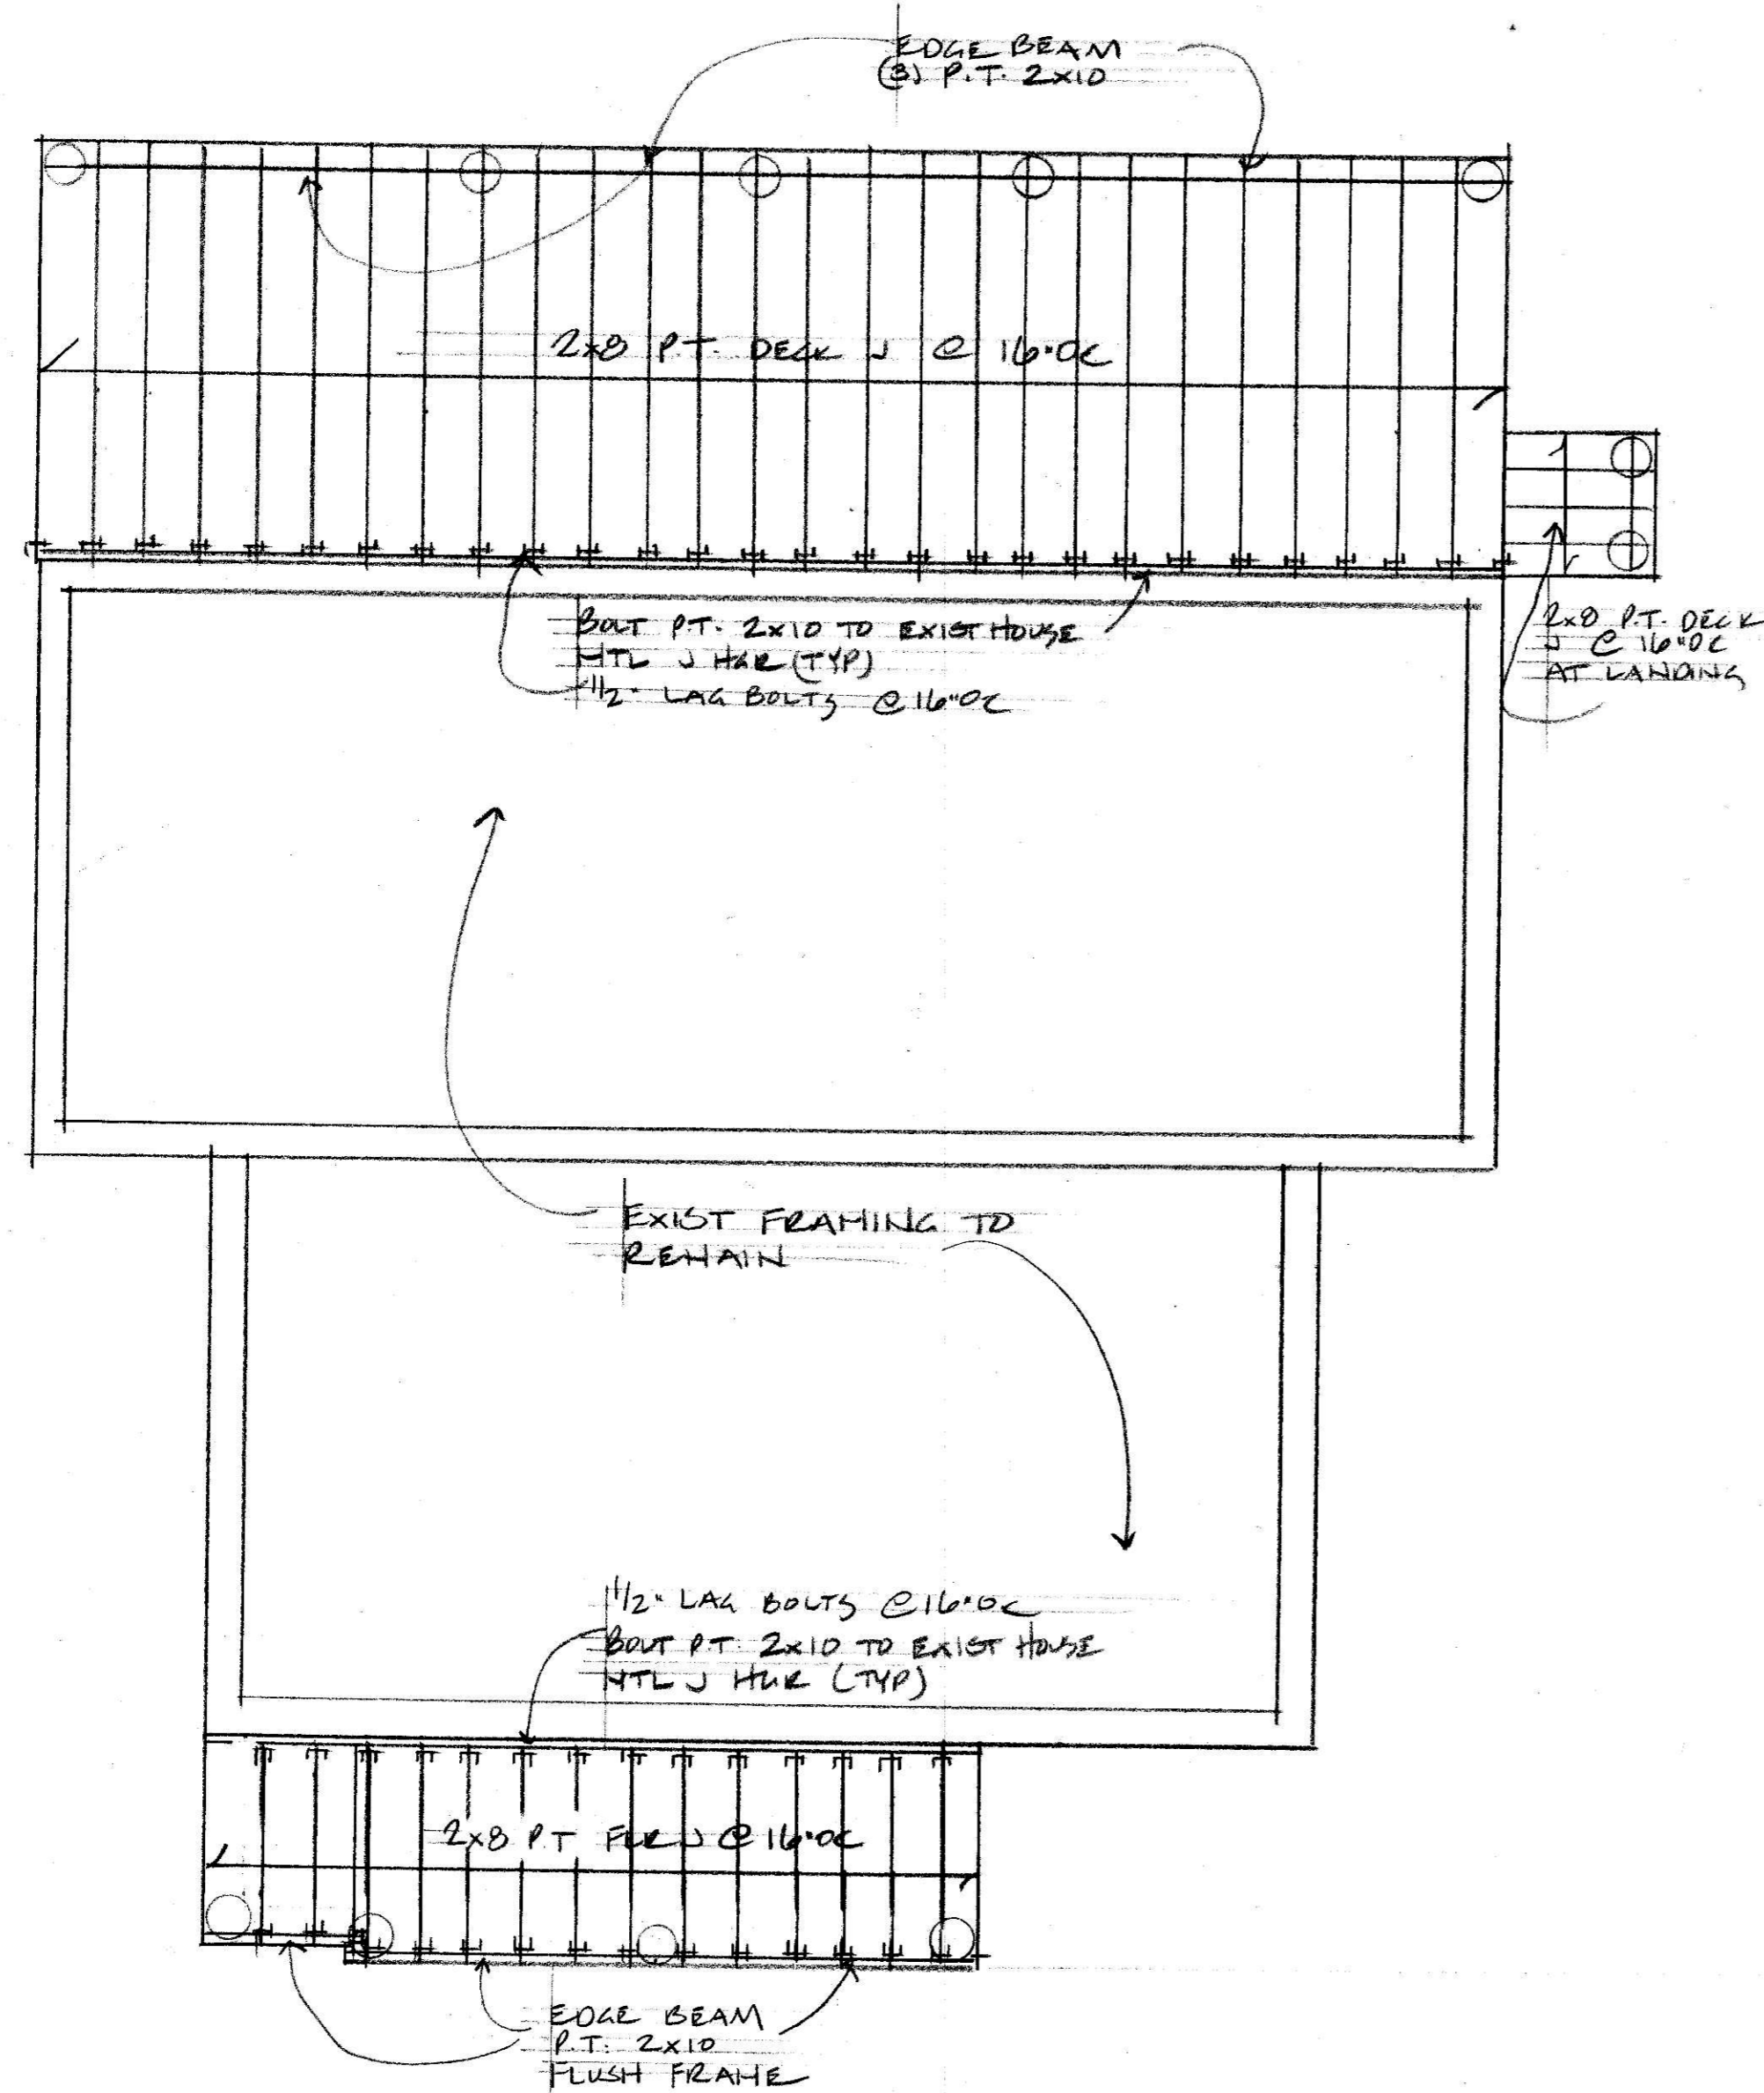 EDGE BEAM
(3) P.T. 2x10
2x8 P.T. DECK J @ 16"OC
BOLT P.T. 2x10 TO EXIST HOUSE
MTL J HGR (TYP)
1/2" LAG BOLTS @ 16"OC
2x8 P.T. DECK
J @ 16"OC
AT LANDING
EXIST FRAMING TO
REMAIN
1/2" LAG BOLTS @ 16"OC
BOLT P.T. 2x10 TO EXIST HOUSE
MTL J HGR (TYP)
2x8 P.T FLR J @ 16"OC
EDGE BEAM
P.T. 2x10
FLUSH FRAME